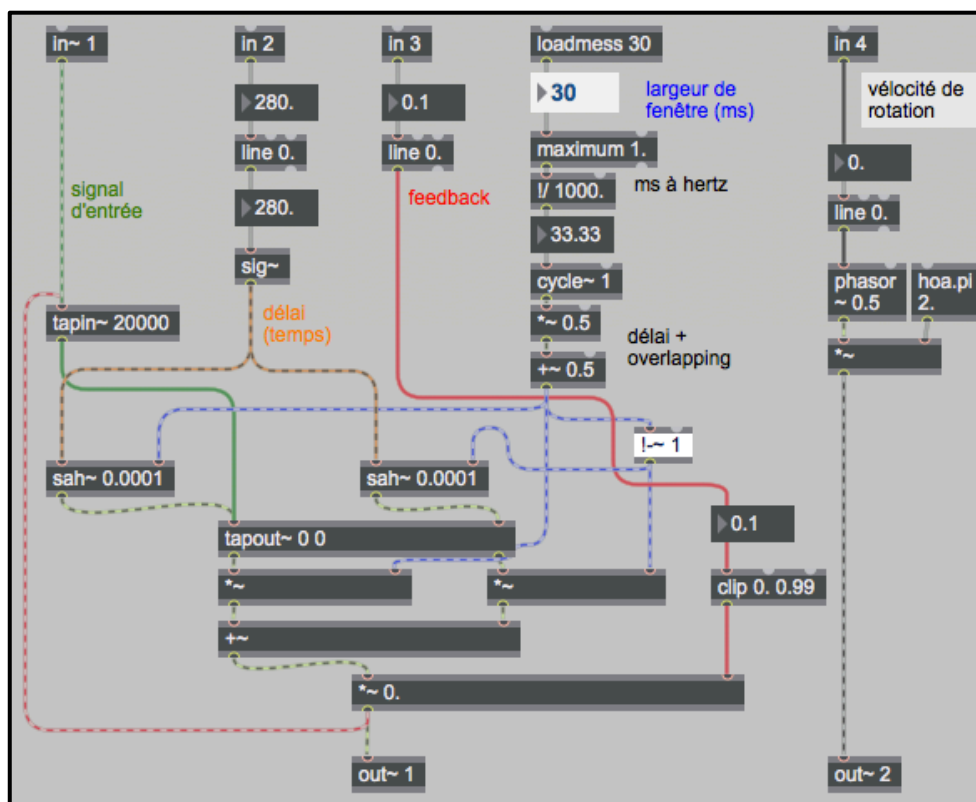 in~ 1
in 2
in 3
loadmess 30
in 4
280.
0.1
30
largeur de
fenêtre (ms)
vélocité de
rotation
line 0.
line 0.
maximum 1.
0.
signal
d'entrée
280.
feedback
!/ 1000.
ms à hertz
line 0.
33.33
sig~
cycle~ 1
phasor
~ 0.5
hoa.pi
2.
tapin~ 20000
délai
(temps)
*~ 0.5
délai +
overlapping
*~
+~ 0.5
!-~ 1
sah~ 0.0001
sah~ 0.0001
0.1
tapout~ 0 0
*~
*~
clip 0. 0.99
+~
*~ 0.
out~ 1
out~ 2